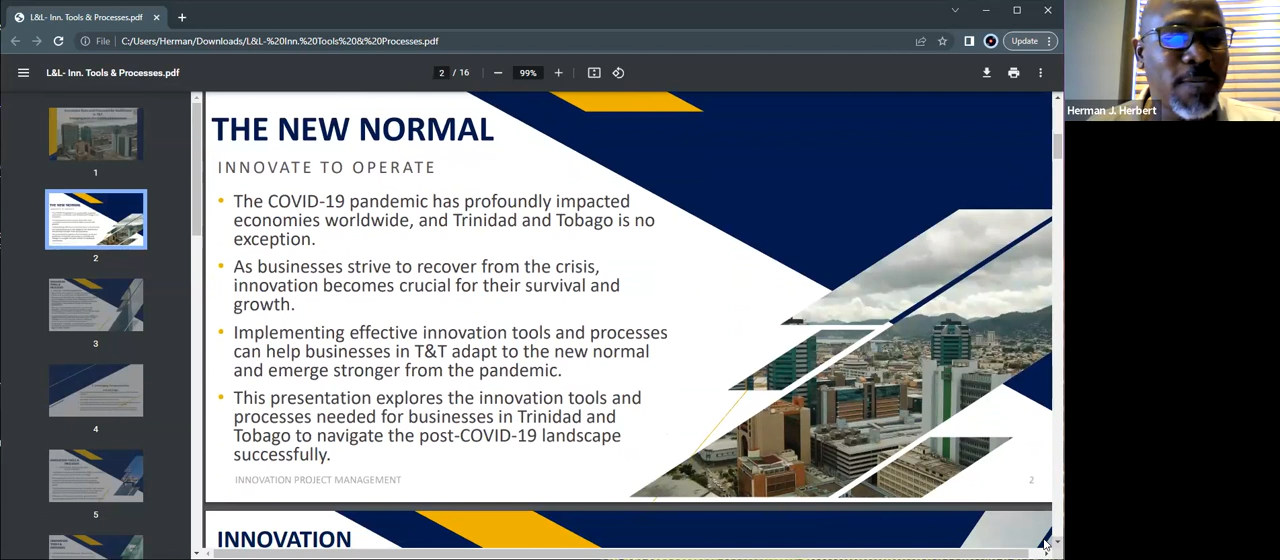 L&L- Inn. Tools & Processes.pdf
File
C:/Users/Herman/Downloads/L&L-%20Inn.%20Tools%20&%20Processes.pdf
Update
L&L- Inn. Tools & Processes.pdf
2 / 16
99%
Herman J. Herbert
1
2
3
4
5
THE NEW NORMAL
INNOVATE TO OPERATE
• The COVID-19 pandemic has profoundly impacted
economies worldwide, and Trinidad and Tobago is no
exception.
• As businesses strive to recover from the crisis,
innovation becomes crucial for their survival and
growth.
• Implementing effective innovation tools and processes
can help businesses in T&T adapt to the new normal
and emerge stronger from the pandemic.
• This presentation explores the innovation tools and
processes needed for businesses in Trinidad and
Tobago to navigate the post-COVID-19 landscape
successfully.
INNOVATION PROJECT MANAGEMENT
2
INNOVATION